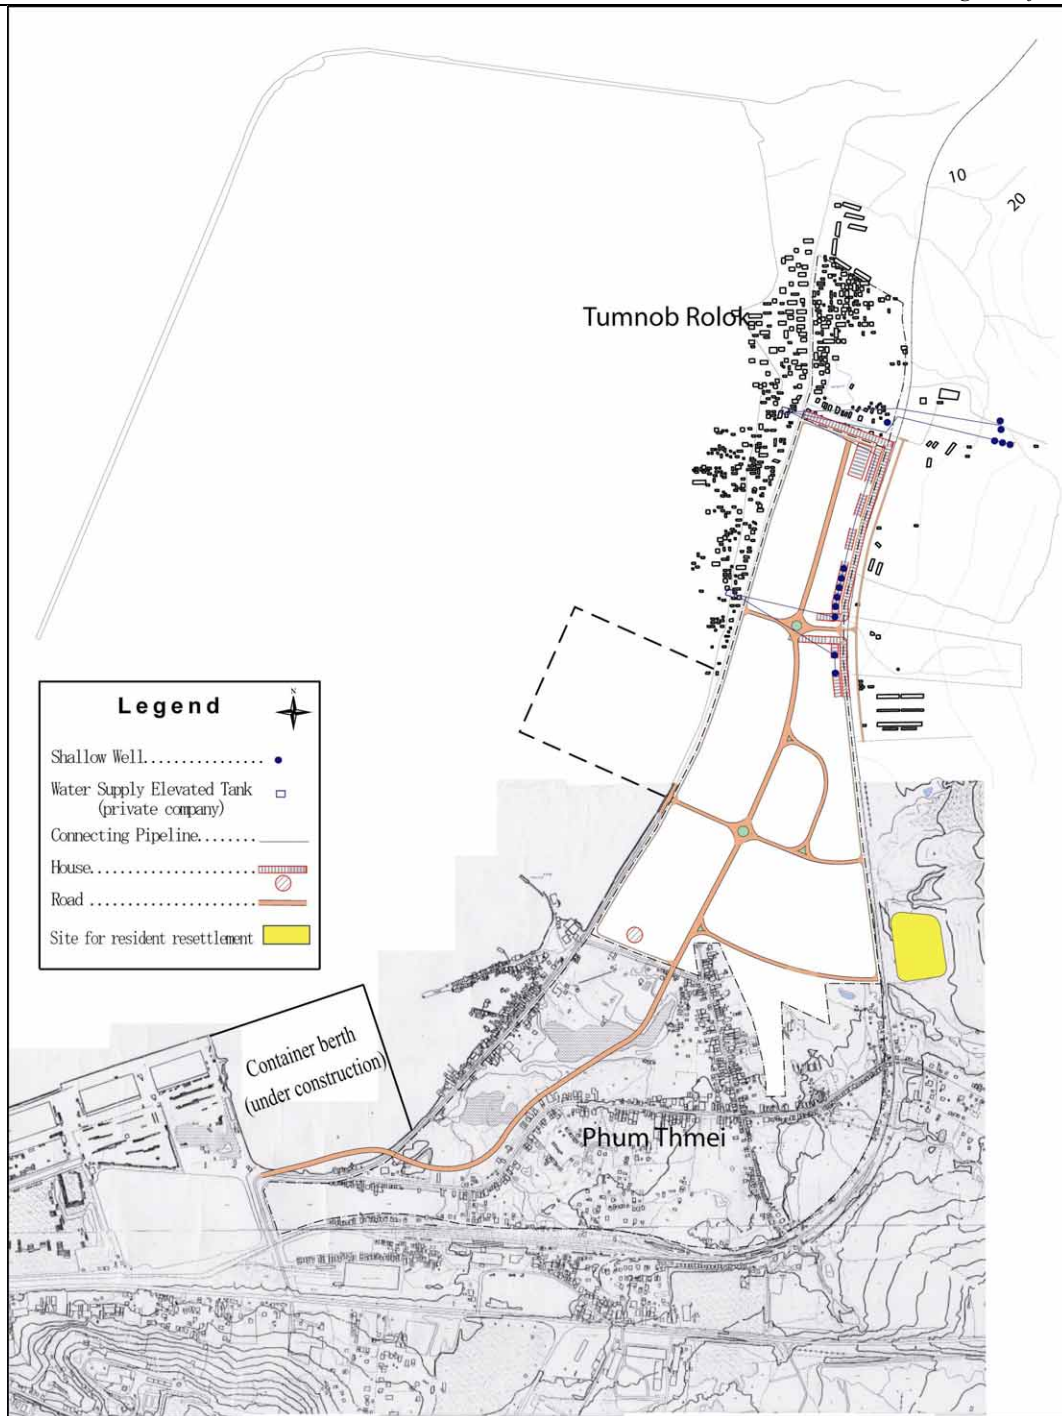 10
20
Tumnob Rolok
Legend
N
Shallow Well...............
Water Supply Elevated Tank
(private company)
Connecting Pipeline........
House......................
Road ......................
Site for resident resettlement
Container berth
(under construction)
Phum Thmei